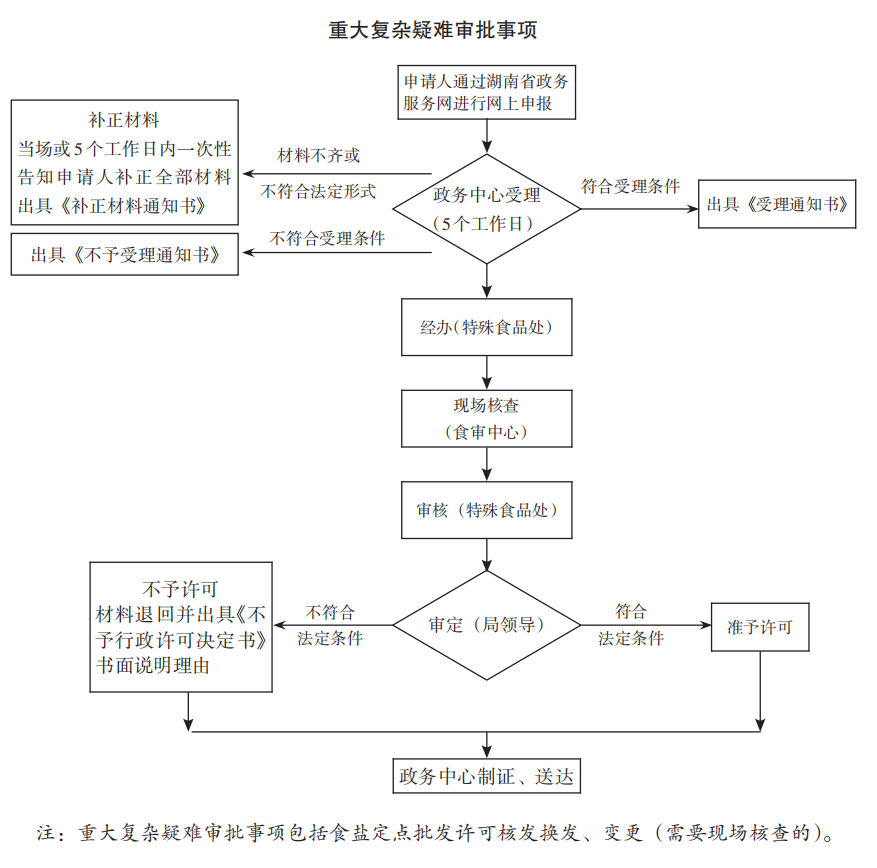 重大复杂疑难审批事项
申请人通过湖南省政务
服务网进行网上申报
补正材料
当场或5个工作日内一次性
告知申请人补正全部材料
出具《补正材料通知书》
材料不齐或
不符合法定形式
政务中心受理
（5个工作日）
符合受理条件
出具《受理通知书》
不符合受理条件
出具《不予受理通知书》
经办（特殊食品处）
现场核查
（食审中心）
审核（特殊食品处）
不予许可
材料退回并出具《不
予行政许可决定书》
书面说明理由
不符合
法定条件
审定（局领导）
符合
法定条件
准予许可
政务中心制证、送达
注：重大复杂疑难审批事项包括食盐定点批发许可核发换发、变更（需要现场核查的）。